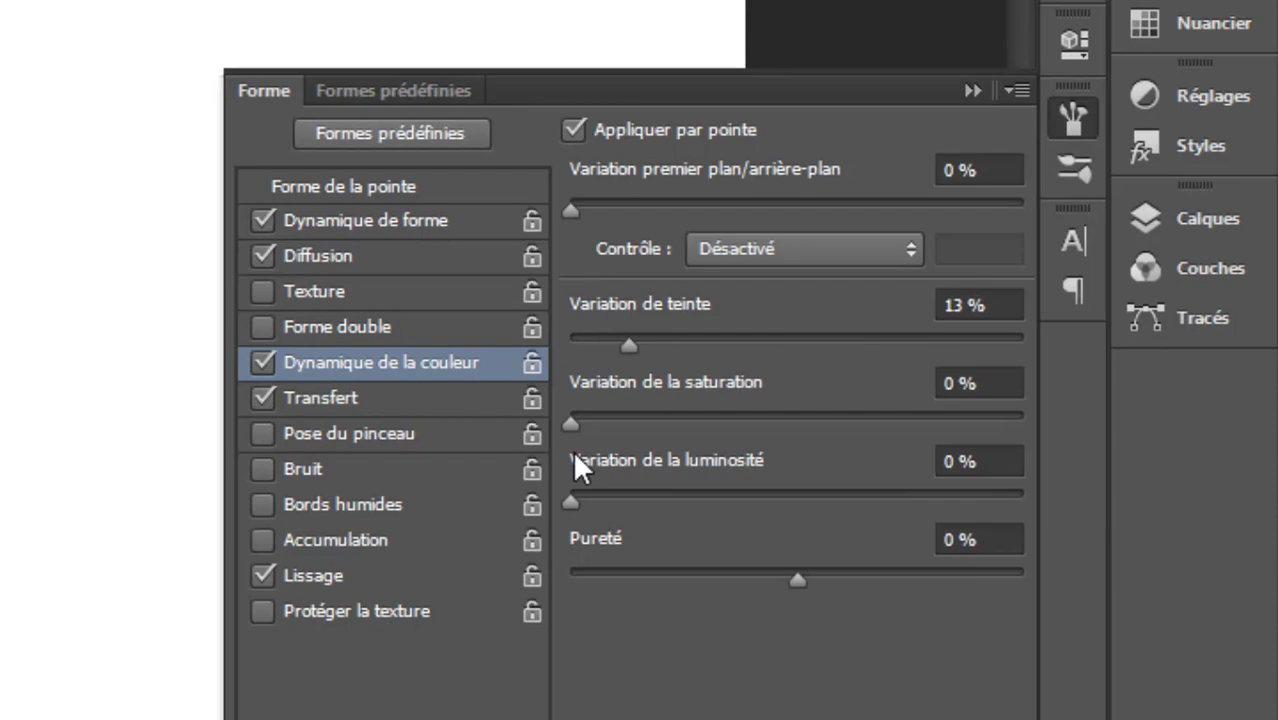 Forme
Formes prédéfinies
Formes prédéfinies
Forme de la pointe
Dynamique de forme
Diffusion
Texture
Forme double
Dynamique de la couleur
Transfert
Pose du pinceau
Bruit
Bords humides
Accumulation
Lissage
Protéger la texture
Appliquer par pointe
Variation premier plan/arrière-plan 0 %
Contrôle : Désactivé
Variation de teinte 13 %
Variation de la saturation 0 %
Variation de la luminosité 0 %
Pureté 0 %
Nuancier
Réglages
Styles
Calques
Couches
Tracés